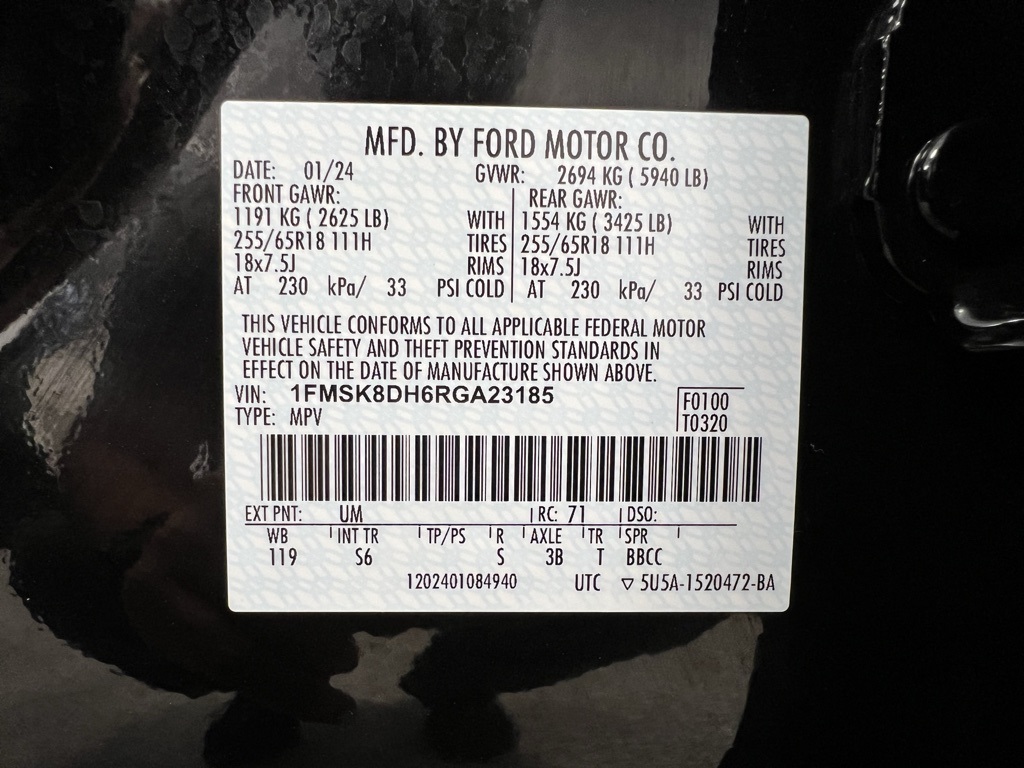 MFD. BY FORD MOTOR CO.
DATE: 01/24 GVWR: 2694 KG ( 5940 LB)
FRONT GAWR: REAR GAWR:
1191 KG ( 2625 LB) WITH 1554 KG ( 3425 LB) WITH
255/65R18 111H TIRES 255/65R18 111H TIRES
18x7.5J RIMS 18x7.5J RIMS
AT 230 kPa/ 33 PSI COLD AT 230 kPa/ 33 PSI COLD
THIS VEHICLE CONFORMS TO ALL APPLICABLE FEDERAL MOTOR
VEHICLE SAFETY AND THEFT PREVENTION STANDARDS IN
EFFECT ON THE DATE OF MANUFACTURE SHOWN ABOVE.
VIN: 1FMSK8DH6RGA23185 F0100
TYPE: MPV T0320
EXT PNT: UM RC: 71 DSO:
WB INT TR TP/PS R AXLE TR SPR
119 S6 S 3B T BBCC
1202401084940 UTC ▽ 5U5A-1520472-BA